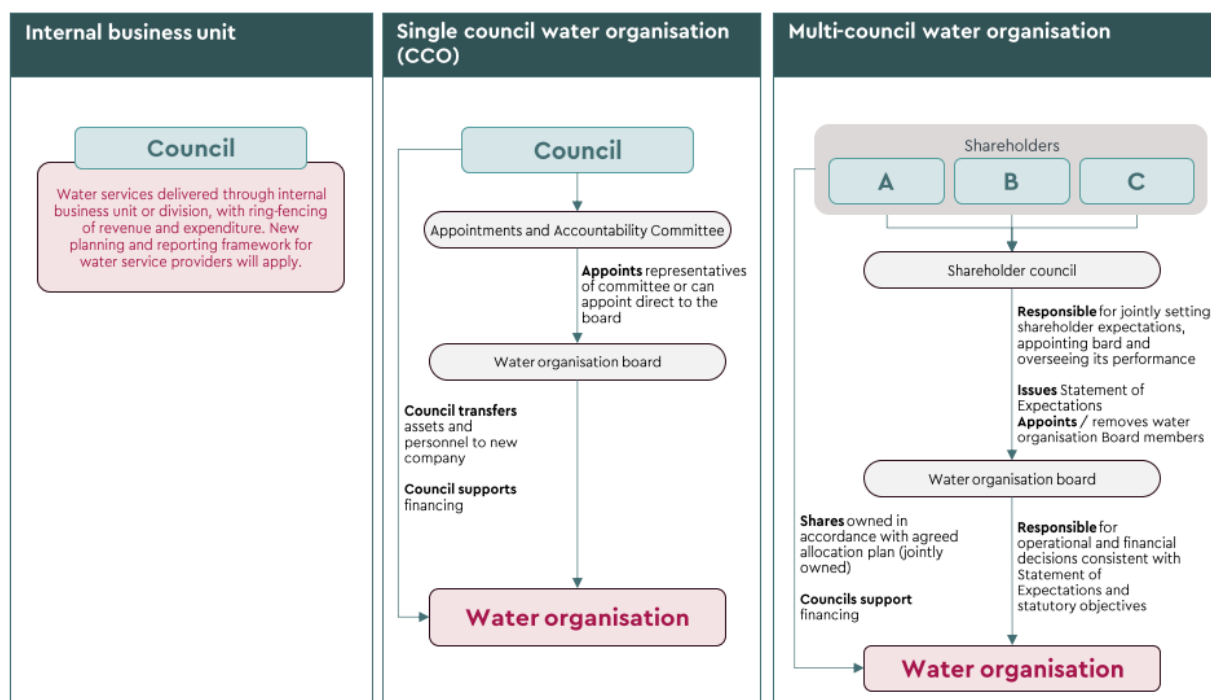 Internal business unit
Council
Water services delivered through internal
business unit or division, with ring-fencing
of revenue and expenditure. New
planning and reporting framework for
water service providers will apply.
Single council water organisation
(CCO)
Council
Appointments and Accountability Committee
Appoints representatives
of committee or can
appoint direct to the
board
Water organisation board
Council transfers
assets and
personnel to new
company
Council supports
financing
Water organisation
Multi-council water organisation
Shareholders
A
B
C
Shareholder council
Responsible for jointly setting
shareholder expectations,
appointing bard and
overseeing its performance
Issues Statement of
Expectations
Appoints / removes water
organisation Board members
Water organisation board
Shares owned in
accordance with agreed
allocation plan (jointly
owned)
Councils support
financing
Responsible for
operational and financial
decisions consistent with
Statement of
Expectations and
statutory objectives
Water organisation